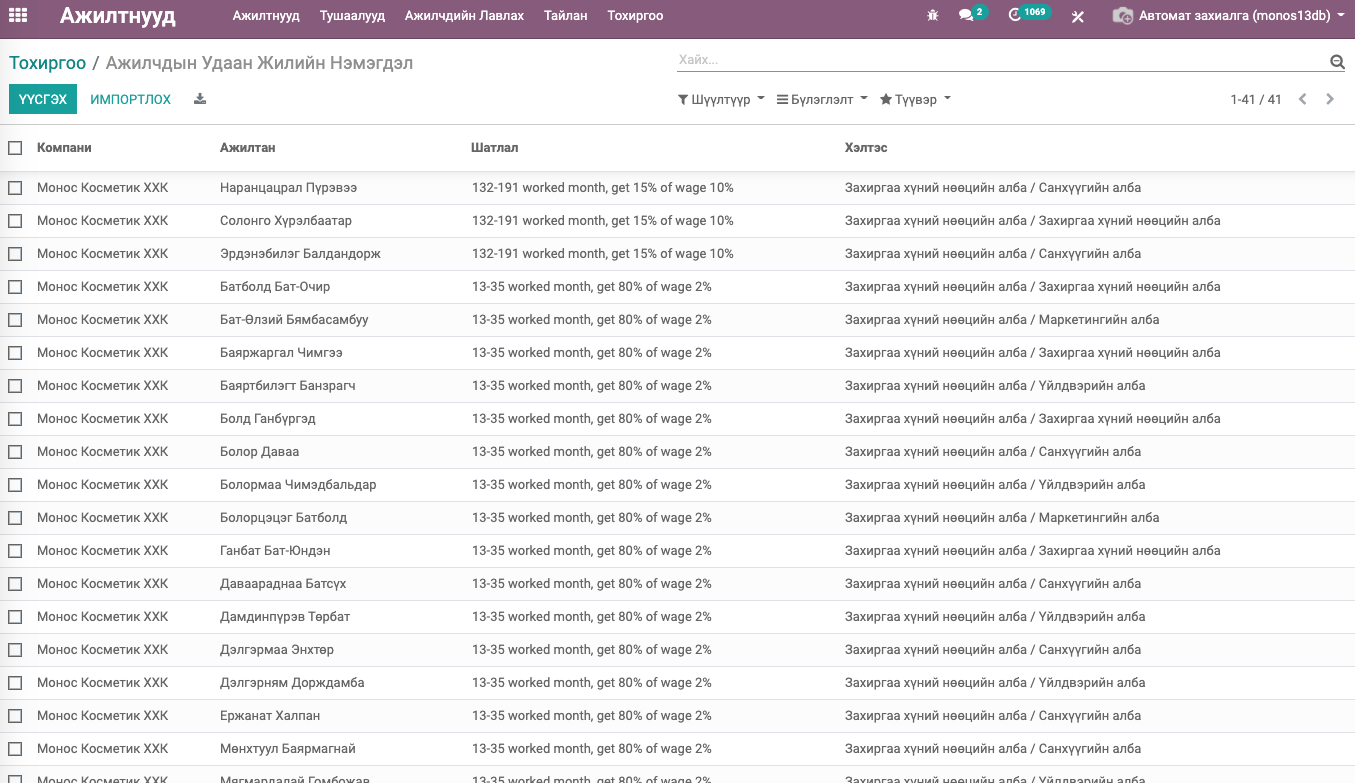 Ажилтнууд Ажилтнууд Тушаалууд Ажилчдийн Лавлах Тайлан Тохиргоо 2 1069 Автомат захиалга (monos13db)
Тохиргоо / Ажилчдын Удаан Жилийн Нэмэгдэл Хайх...
ҮҮСГЭХ ИМПОРТЛОХ Шүүлтүүр Бүлэглэлт Түүвэр 1-41 / 41
Компани Ажилтан Шатлал Хэлтэс
Монос Косметик ХХК Наранцацрал Пүрэвээ 132-191 worked month, get 15% of wage 10% Захиргаа хүний нөөцийн алба / Санхүүгийн алба
Монос Косметик ХХК Солонго Хүрэлбаатар 132-191 worked month, get 15% of wage 10% Захиргаа хүний нөөцийн алба / Захиргаа хүний нөөцийн алба
Монос Косметик ХХК Эрдэнэбилэг Балдандорж 132-191 worked month, get 15% of wage 10% Захиргаа хүний нөөцийн алба / Санхүүгийн алба
Монос Косметик ХХК Батболд Бат-Очир 13-35 worked month, get 80% of wage 2% Захиргаа хүний нөөцийн алба / Захиргаа хүний нөөцийн алба
Монос Косметик ХХК Бат-Өлзий Бямбасамбуу 13-35 worked month, get 80% of wage 2% Захиргаа хүний нөөцийн алба / Маркетингийн алба
Монос Косметик ХХК Баяржаргал Чимгээ 13-35 worked month, get 80% of wage 2% Захиргаа хүний нөөцийн алба / Захиргаа хүний нөөцийн алба
Монос Косметик ХХК Баяртбилэгт Банзрагч 13-35 worked month, get 80% of wage 2% Захиргаа хүний нөөцийн алба / Үйлдвэрийн алба
Монос Косметик ХХК Болд Ганбүргэд 13-35 worked month, get 80% of wage 2% Захиргаа хүний нөөцийн алба / Захиргаа хүний нөөцийн алба
Монос Косметик ХХК Болор Даваа 13-35 worked month, get 80% of wage 2% Захиргаа хүний нөөцийн алба / Санхүүгийн алба
Монос Косметик ХХК Болормаа Чимэдбальдар 13-35 worked month, get 80% of wage 2% Захиргаа хүний нөөцийн алба / Үйлдвэрийн алба
Монос Косметик ХХК Болорцэцэг Батболд 13-35 worked month, get 80% of wage 2% Захиргаа хүний нөөцийн алба / Маркетингийн алба
Монос Косметик ХХК Ганбат Бат-Юндэн 13-35 worked month, get 80% of wage 2% Захиргаа хүний нөөцийн алба / Захиргаа хүний нөөцийн алба
Монос Косметик ХХК Даваараднаа Батсүх 13-35 worked month, get 80% of wage 2% Захиргаа хүний нөөцийн алба / Санхүүгийн алба
Монос Косметик ХХК Дамдинпүрэв Төрбат 13-35 worked month, get 80% of wage 2% Захиргаа хүний нөөцийн алба / Үйлдвэрийн алба
Монос Косметик ХХК Дэлгэрмаа Энхтөр 13-35 worked month, get 80% of wage 2% Захиргаа хүний нөөцийн алба / Санхүүгийн алба
Монос Косметик ХХК Дэлгэрням Дорждамба 13-35 worked month, get 80% of wage 2% Захиргаа хүний нөөцийн алба / Үйлдвэрийн алба
Монос Косметик ХХК Ержанат Халпан 13-35 worked month, get 80% of wage 2% Захиргаа хүний нөөцийн алба / Санхүүгийн алба
Монос Косметик ХХК Мөнхтуул Баярмагнай 13-35 worked month, get 80% of wage 2% Захиргаа хүний нөөцийн алба / Санхүүгийн алба
Монос Косметик ХХК Мягмардалай Гомбожав 13-35 worked month, get 80% of wage 2% Захиргаа хүний нөөцийн алба / Санхүүгийн алба